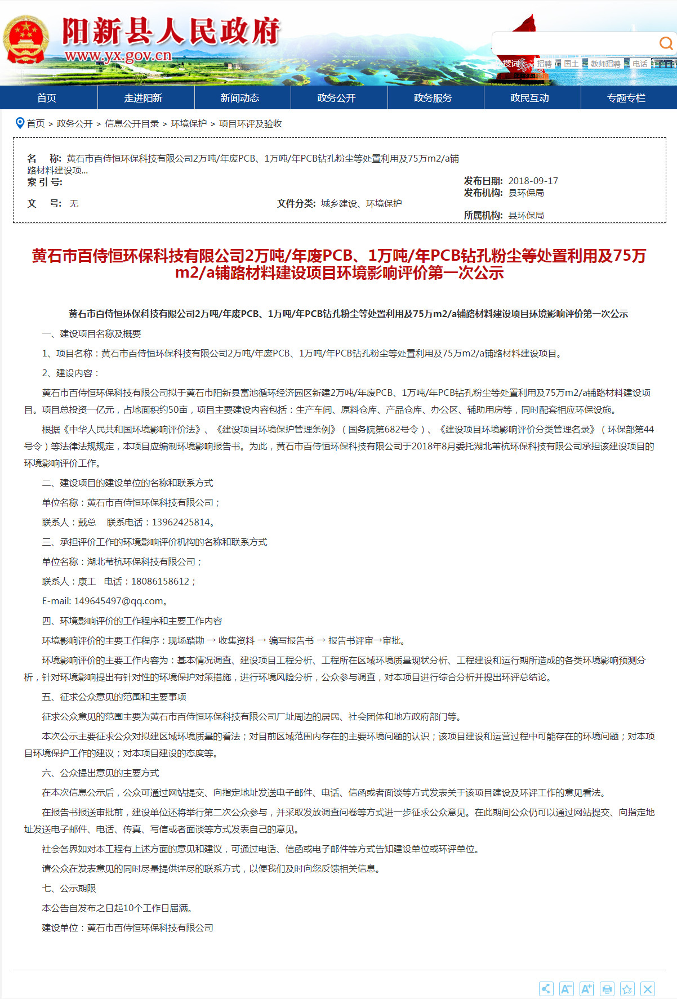 阳新县人民政府
www.yx.gov.cn
搜词
招聘 国土 教师招聘 电话
首页 走进阳新 新闻动态 政务公开 政务服务 政民互动 专题专栏
首页 > 政务公开 > 信息公开目录 > 环境保护 > 项目环评及验收
名 称: 黄石市百侍恒环保科技有限公司2万吨/年废PCB、1万吨/年PCB钻孔粉尘等处置利用及75万m2/a铺
路材料建设项...
索 引 号:
发布日期: 2018-09-17
发布机构: 县环保局
文 号: 无
文件分类: 城乡建设、环境保护
所属机构: 县环保局
黄石市百侍恒环保科技有限公司2万吨/年废PCB、1万吨/年PCB钻孔粉尘等处置利用及75万
m2/a铺路材料建设项目环境影响评价第一次公示
黄石市百侍恒环保科技有限公司2万吨/年废PCB、1万吨/年PCB钻孔粉尘等处置利用及75万m2/a铺路材料建设项目环境影响评价第一次公示
一、建设项目名称及概要
1、项目名称：黄石市百侍恒环保科技有限公司2万吨/年废PCB、1万吨/年PCB钻孔粉尘等处置利用及75万m2/a铺路材料建设项目。
2、建设内容：
黄石市百侍恒环保科技有限公司拟于黄石市阳新县富池循环经济园区新建2万吨/年废PCB、1万吨/年PCB钻孔粉尘等处置利用及75万m2/a铺路材料建设项
目。项目总投资一亿元，占地面积约50亩，项目主要建设内容包括：生产车间、原料仓库、产品仓库、办公区、辅助用房等，同时配套相应环保设施。
根据《中华人民共和国环境影响评价法》、《建设项目环境保护管理条例》（国务院第682号令）、《建设项目环境影响评价分类管理名录》（环保部第44
号令）等法律法规规定，本项目应编制环境影响报告书。为此，黄石市百侍恒环保科技有限公司于2018年8月委托湖北苇杭环保科技有限公司承担该建设项目的
环境影响评价工作。
二、建设项目的建设单位的名称和联系方式
单位名称：黄石市百侍恒环保科技有限公司；
联系人：戴总 联系电话：13962425814。
三、承担评价工作的环境影响评价机构的名称和联系方式
单位名称：湖北苇杭环保科技有限公司；
联系人：康工 电话：18086158612；
E-mail: 149645497@qq.com。
四、环境影响评价的工作程序和主要工作内容
环境影响评价的主要工作程序：现场踏勘 → 收集资料 → 编写报告书 → 报告书评审→审批。
环境影响评价的主要工作内容为：基本情况调查、建设项目工程分析、工程所在区域环境质量现状分析、工程建设和运行期所造成的各类环境影响预测分
析，针对环境影响提出有针对性的环境保护对策措施，进行环境风险分析，公众参与调查，对本项目进行综合分析并提出环评总结论。
五、征求公众意见的范围和主要事项
征求公众意见的范围主要为黄石市百侍恒环保科技有限公司厂址周边的居民、社会团体和地方政府部门等。
本次公示主要征求公众对拟建区域环境质量的看法；对目前区域范围内存在的主要环境问题的认识；该项目建设和运营过程中可能存在的环境问题；对本项
目环境保护工作的建议；对本项目建设的态度等。
六、公众提出意见的主要方式
在本次信息公示后，公众可通过网站提交、向指定地址发送电子邮件、电话、信函或者面谈等方式发表关于该项目建设及环评工作的意见看法。
在报告书报送审批前，建设单位还将举行第二次公众参与，并采取发放调查问卷等方式进一步征求公众意见。在此期间公众仍可以通过网站提交、向指定地
址发送电子邮件、电话、传真、写信或者面谈等方式发表自己的意见。
社会各界如对本工程有上述方面的意见和建议，可通过电话、信函或电子邮件等方式告知建设单位或环评单位。
请公众在发表意见的同时尽量提供详尽的联系方式，以便我们及时向您反馈相关信息。
七、公示期限
本公告自发布之日起10个工作日届满。
建设单位：黄石市百侍恒环保科技有限公司